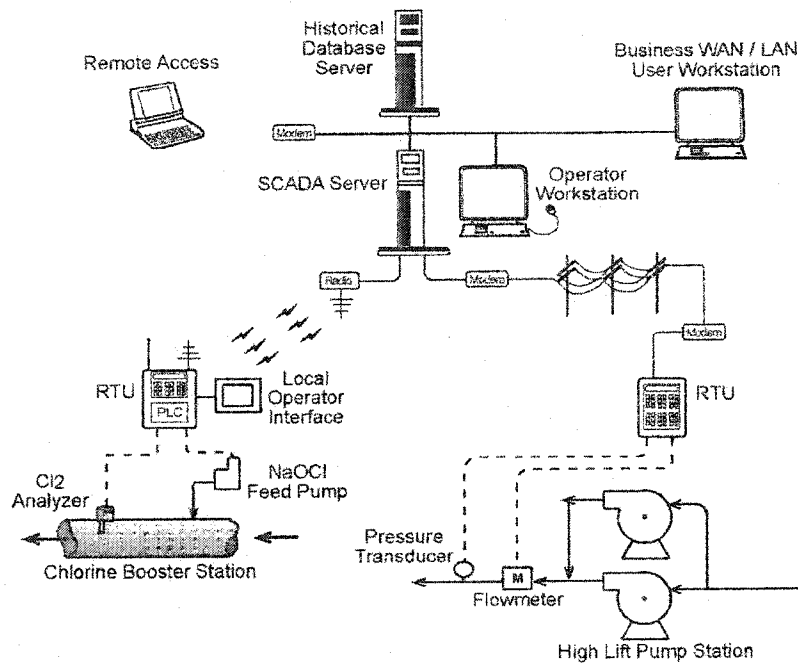 Historical
Database
Server
Remote Access
Business WAN / LAN
User Workstation
Modem
SCADA Server
Operator
Workstation
Radio
Modem
Modem
RTU
PLC
Local
Operator
Interface
RTU
Cl2
Analyzer
NaOCl
Feed Pump
Chlorine Booster Station
Pressure
Transducer
M
Flowmeter
High Lift Pump Station